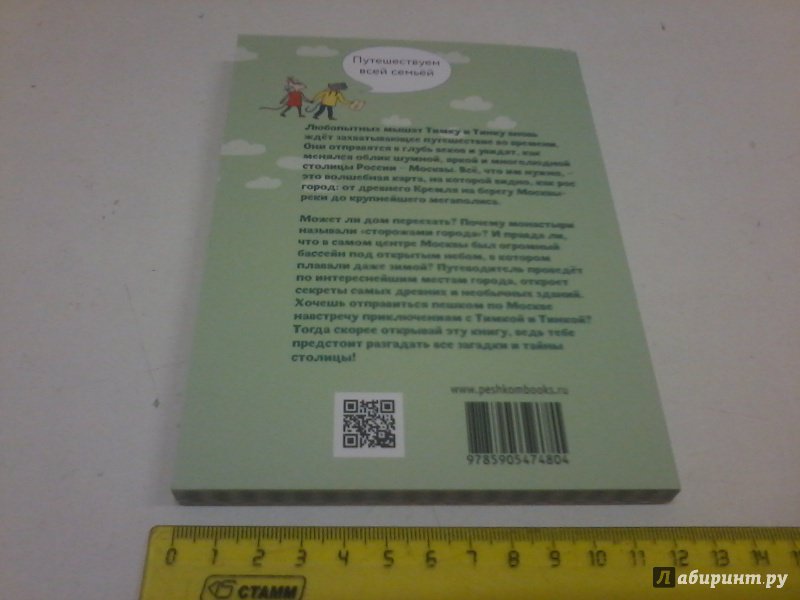 Путешествуем
всей семьёй
Любопытных мышат Тимку и Тинку вновь
ждёт захватывающее путешествие во времени.
Они отправятся в глубь веков и увидят, как
менялся облик шумной, яркой и многолюдной
столицы России – Москвы. Всё, что им нужно, –
это волшебная карта, на которой видно, как рос
город: от древнего Кремля на берегу Москвы-
реки до крупнейшего мегаполиса.
Может ли дом переехать? Почему монастыри
называли «сторожами города»? И правда ли,
что в самом центре Москвы был огромный
бассейн под открытым небом, в котором
плавали даже зимой? Путеводитель проведёт
по интереснейшим местам города, откроет
секреты самых древних и необычных зданий.
Хочешь отправиться пешком по Москве
навстречу приключениям с Тимкой и Тинкой?
Тогда скорее открывай эту книгу, ведь тебе
предстоит разгадать все загадки и тайны
столицы!
www.peshkombooks.ru
9785905474804
0 1 2 3 4 5 6 7 8 9 10 11 12 13 14
СТАММ
Лабиринт.ру